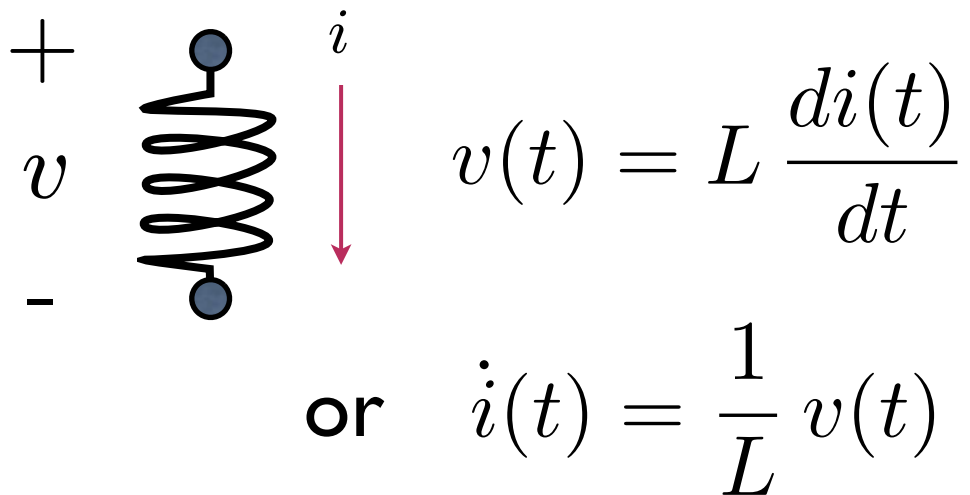 +
i
v
v(t) = L di(t)/dt
-
or i̇(t) = 1/L v(t)